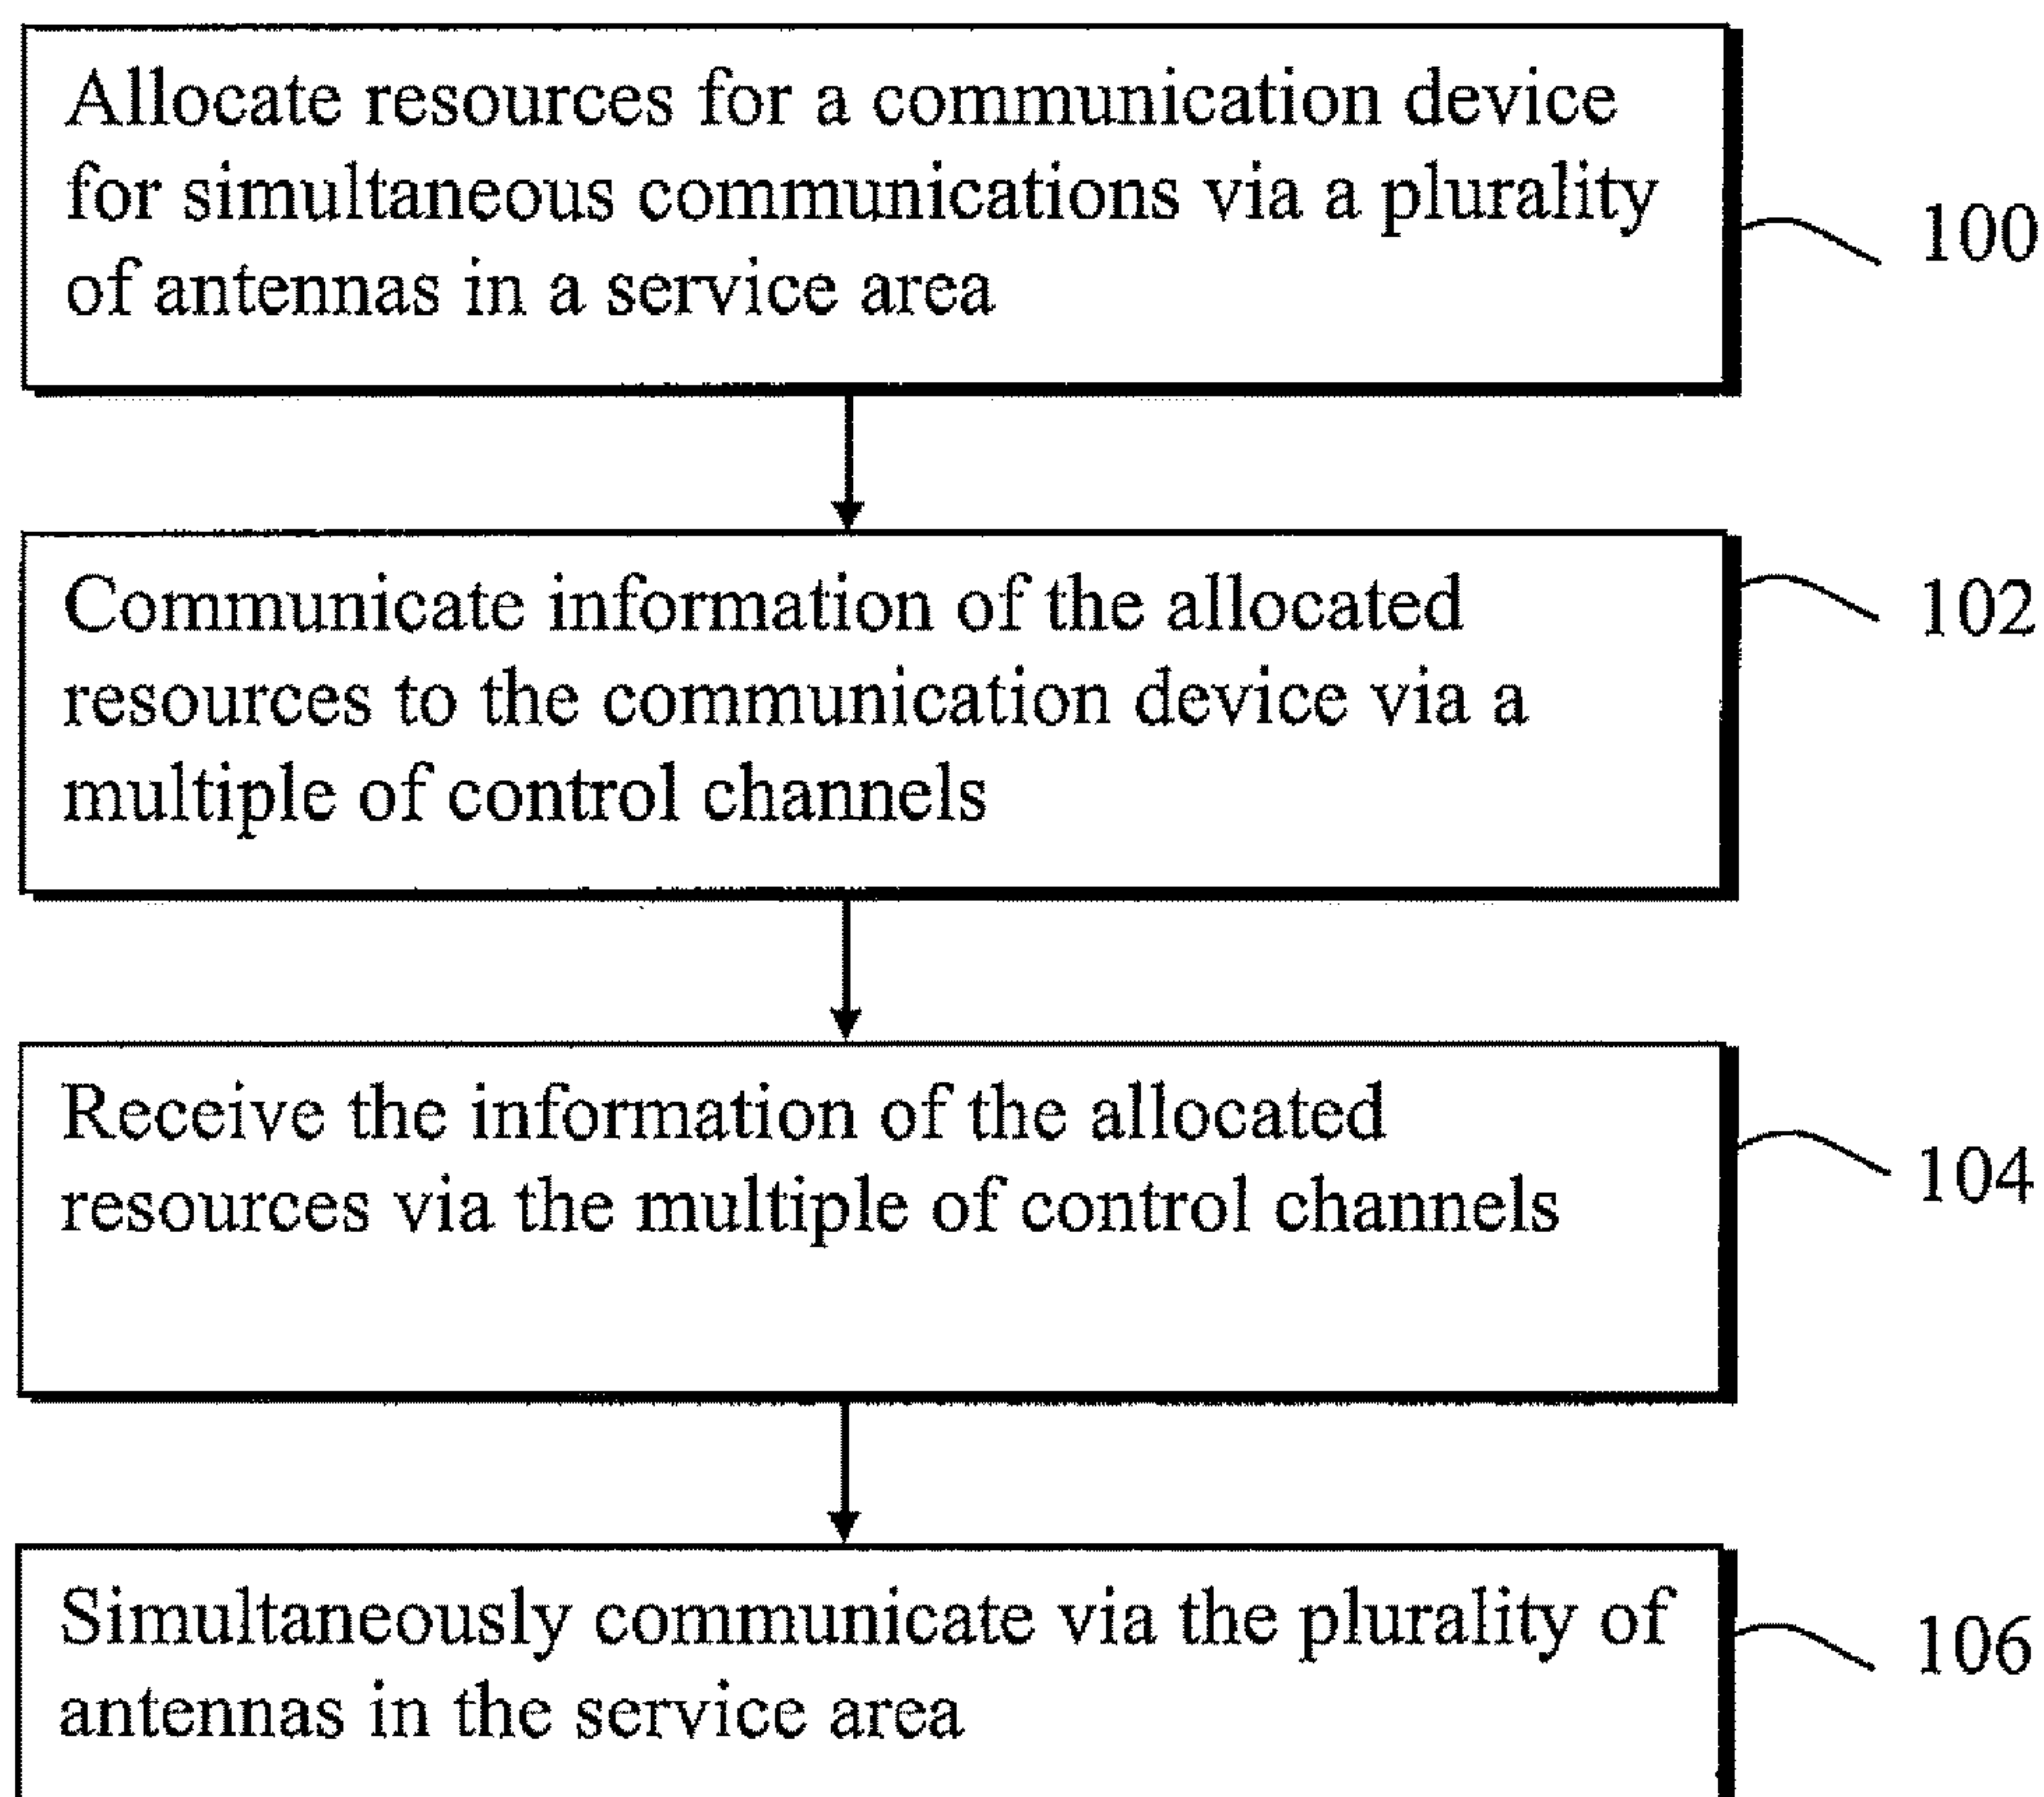 Allocate resources for a communication device
for simultaneous communications via a plurality
of antennas in a service area
100
Communicate information of the allocated
resources to the communication device via a
multiple of control channels
102
Receive the information of the allocated
resources via the multiple of control channels
104
Simultaneously communicate via the plurality of
antennas in the service area
106